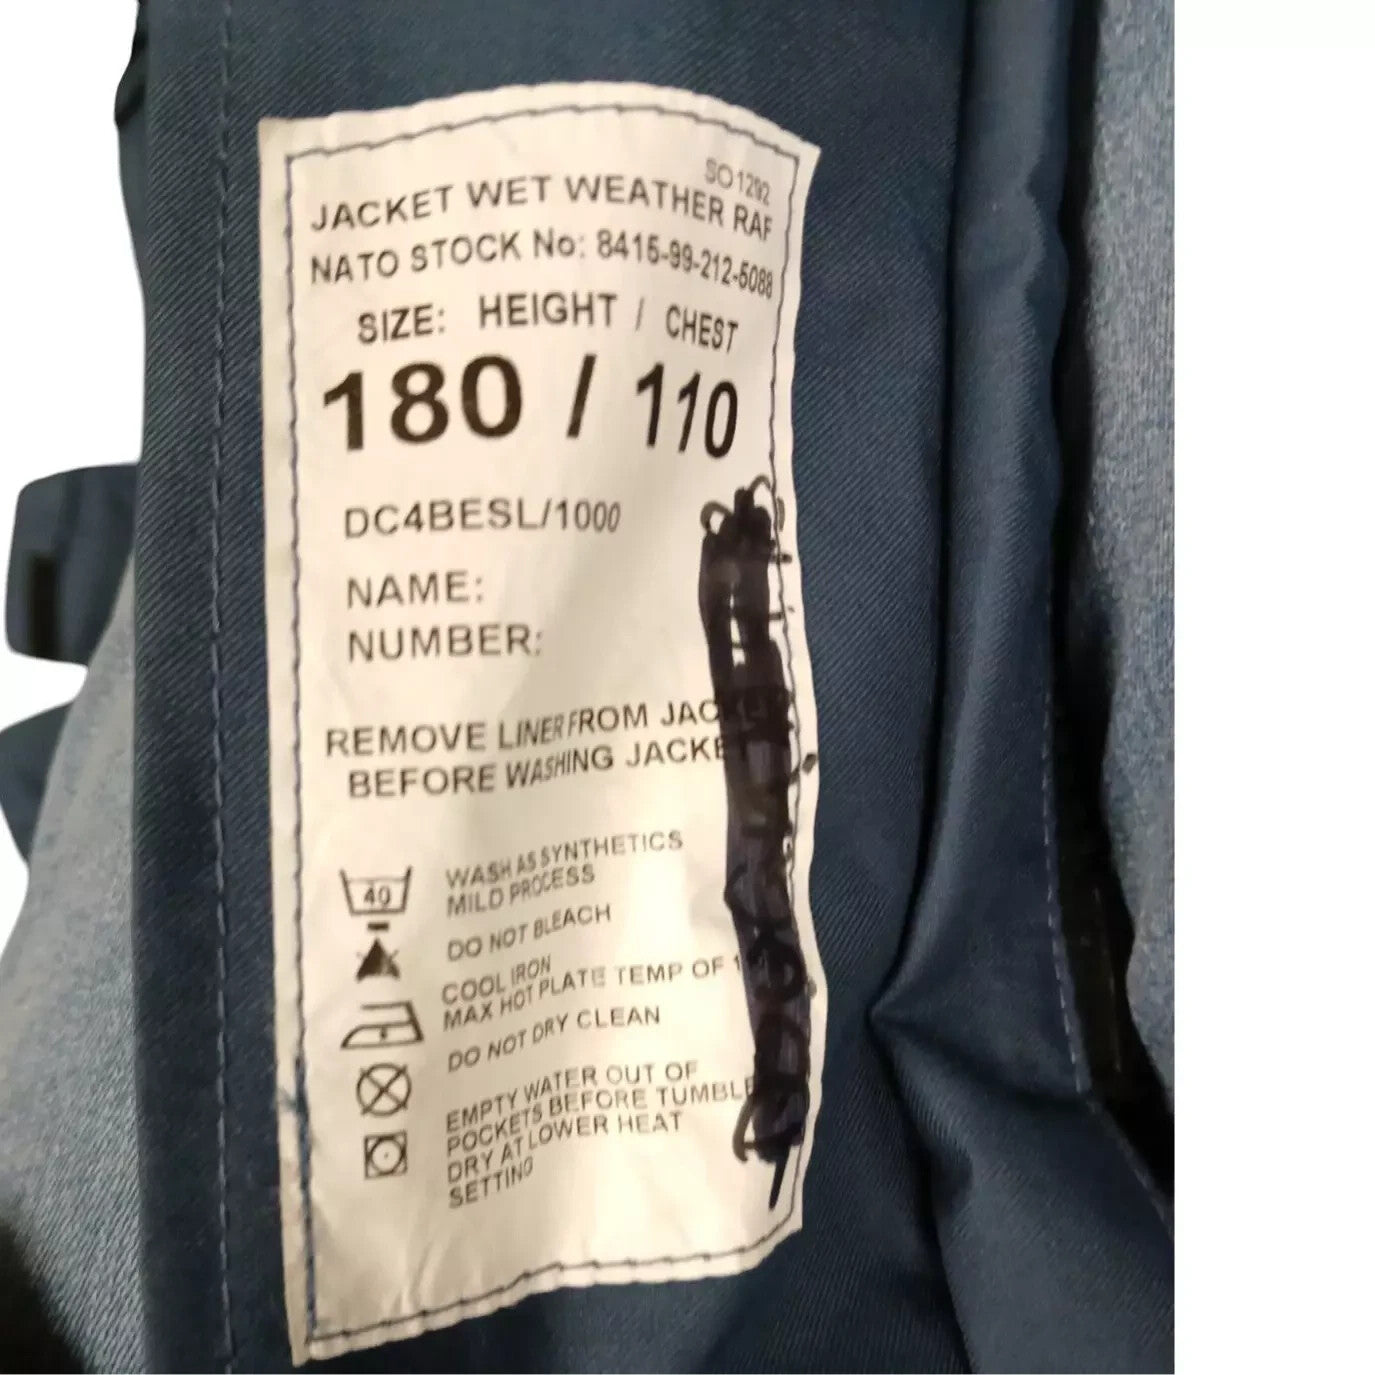 SO1292
JACKET WET WEATHER RAF
NATO STOCK No: 8415-99-212-5088
SIZE: HEIGHT / CHEST
180 / 110
DC4BESL/1000
NAME:
NUMBER:
REMOVE LINER FROM JACKET
BEFORE WASHING JACKET
40
WASH AS SYNTHETICS
MILD PROCESS
DO NOT BLEACH
COOL IRON
MAX HOT PLATE TEMP OF
DO NOT DRY CLEAN
EMPTY WATER OUT OF
POCKETS BEFORE TUMBLE
DRY AT LOWER HEAT
SETTING